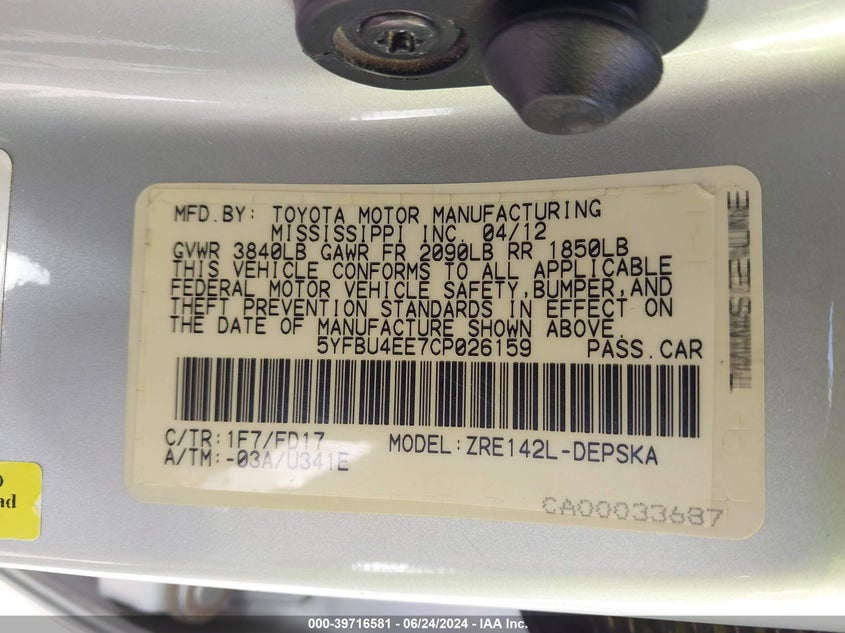 MFD.BY: TOYOTA MOTOR MANUFACTURING
MISSISSIPPI INC. 04/12
GVWR 3840LB GAWR FR 2090LB RR 1850LB
THIS VEHICLE CONFORMS TO ALL APPLICABLE
FEDERAL MOTOR VEHICLE SAFETY,BUMPER,AND
THEFT PREVENTION STANDARDS IN EFFECT ON
THE DATE OF MANUFACTURE SHOWN ABOVE.
5YFBU4EE7CP026159 PASS.CAR
C/TR:1F7/FD17 MODEL:ZRE142L-DEPSKA
A/TM:-03A/U341E
CA00033687
000-39716581 - 06/24/2024 - IAA Inc.